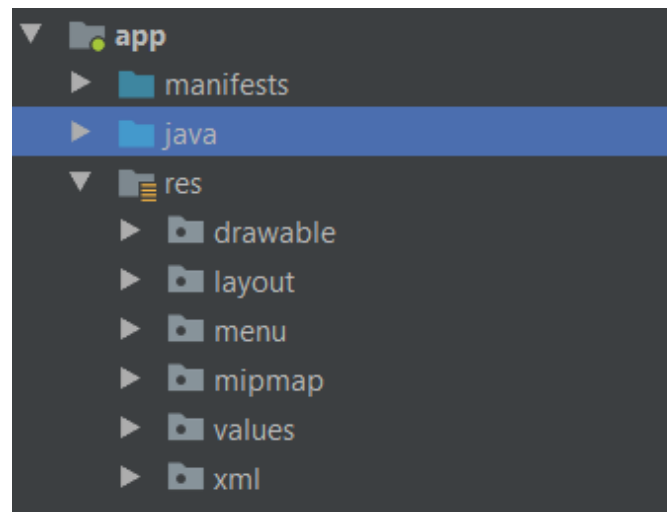 app
manifests
java
res
drawable
layout
menu
mipmap
values
xml